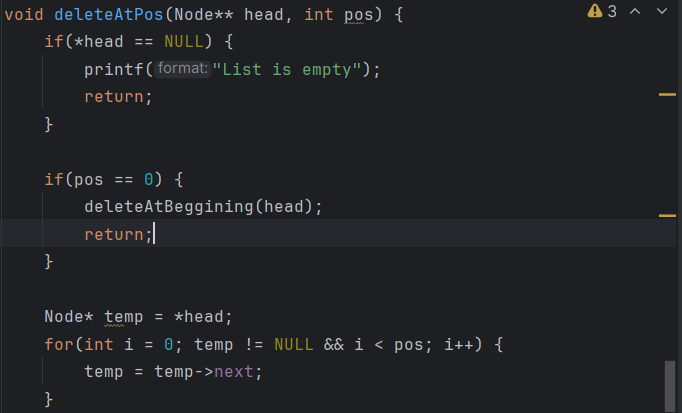 void deleteAtPos(Node** head, int pos) { 3
    if(*head == NULL) {
        printf(format:"List is empty");
        return;
    }

    if(pos == 0) {
        deleteAtBeggining(head);
        return;
    }

    Node* temp = *head;
    for(int i = 0; temp != NULL && i < pos; i++) {
        temp = temp->next;
    }